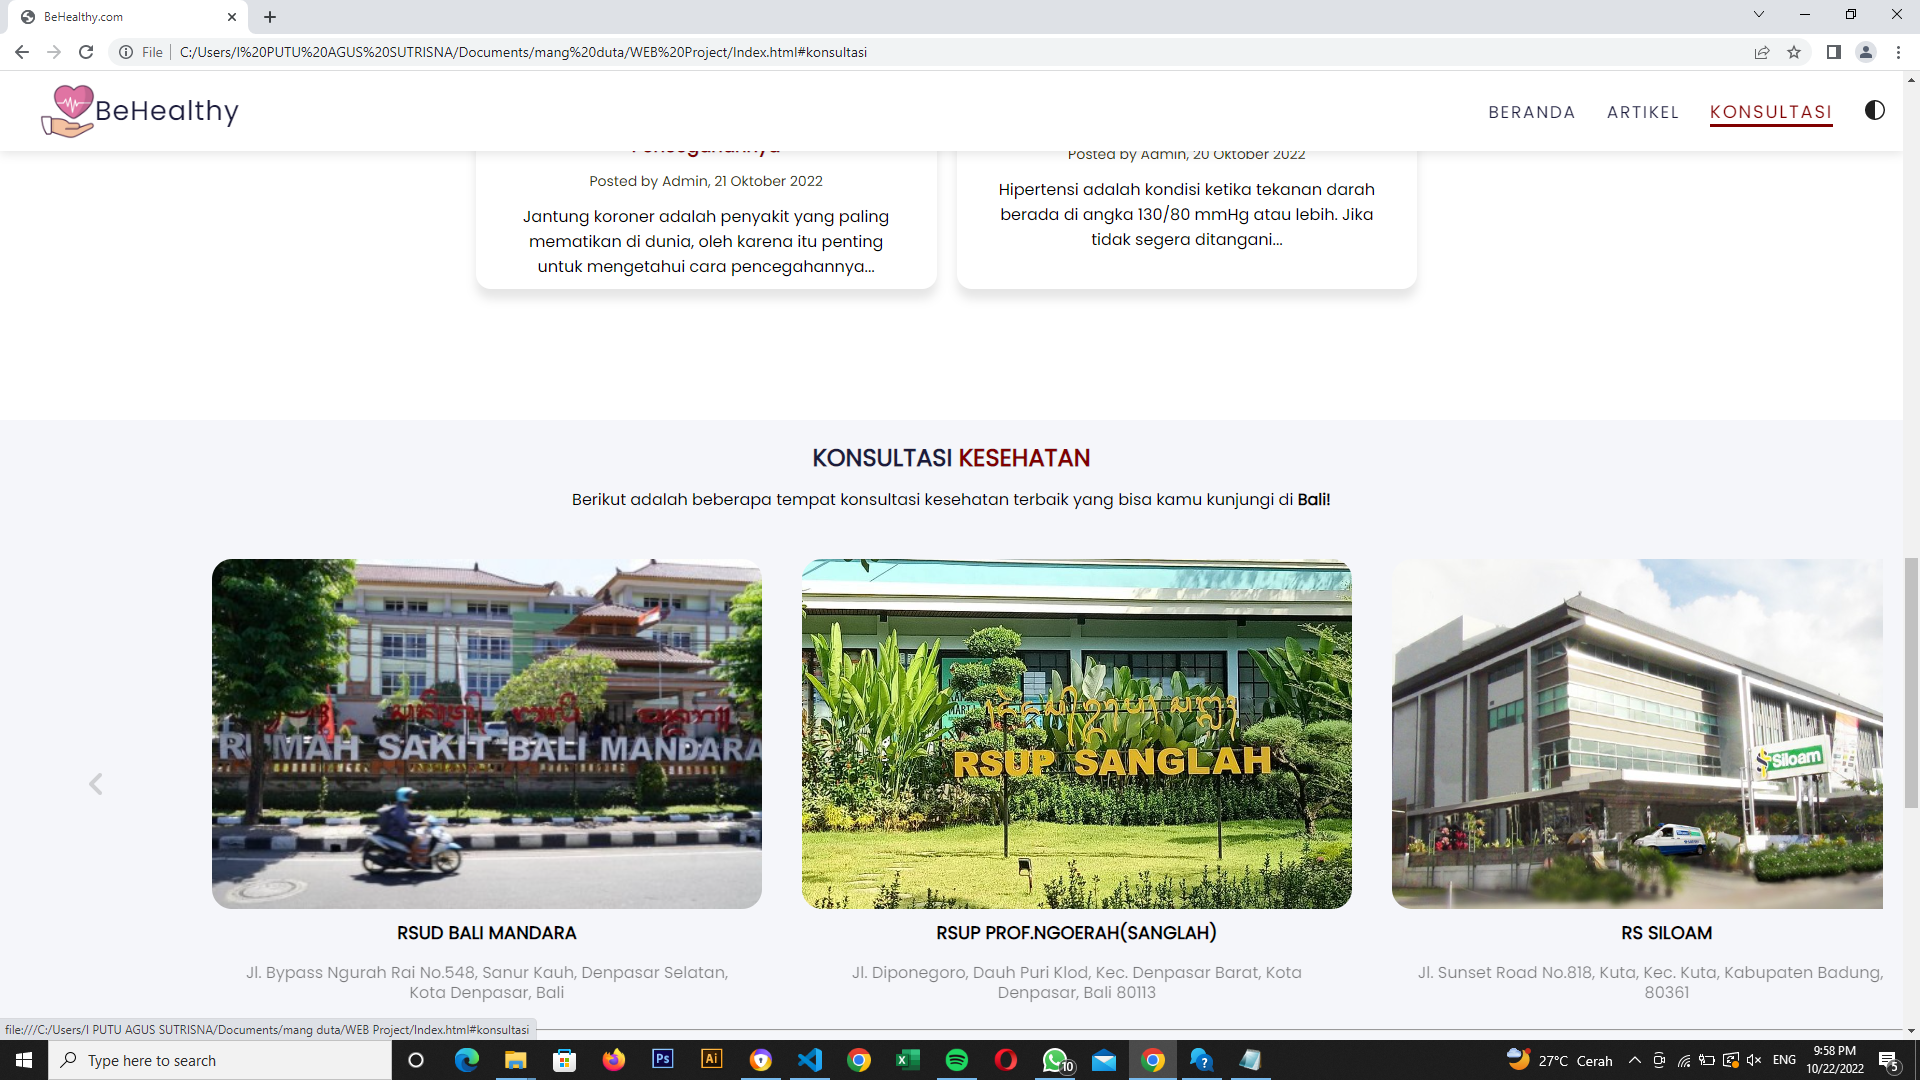 BeHealthy.com
File
C:/Users/I%20PUTU%20AGUS%20SUTRISNA/Documents/mang%20duta/WEB%20Project/Index.html#konsultasi
BeHealthy
BERANDA
ARTIKEL
KONSULTASI
Posted by Admin, 21 Oktober 2022
Jantung koroner adalah penyakit yang paling
mematikan di dunia, oleh karena itu penting
untuk mengetahui cara pencegahannya...
Posted by Admin, 20 Oktober 2022
Hipertensi adalah kondisi ketika tekanan darah
berada di angka 130/80 mmHg atau lebih. Jika
tidak segera ditangani...
KONSULTASI KESEHATAN
Berikut adalah beberapa tempat konsultasi kesehatan terbaik yang bisa kamu kunjungi di Bali!
RUMAH SAKIT BALI MANDARA
RSUP SANGLAH
Siloam
RSUD BALI MANDARA
Jl. Bypass Ngurah Rai No.548, Sanur Kauh, Denpasar Selatan,
Kota Denpasar, Bali
RSUP PROF.NGOERAH(SANGLAH)
Jl. Diponegoro, Dauh Puri Klod, Kec. Denpasar Barat, Kota
Denpasar, Bali 80113
RS SILOAM
Jl. Sunset Road No.818, Kuta, Kec. Kuta, Kabupaten Badung,
80361
file:///C:/Users/I PUTU AGUS SUTRISNA/Documents/mang duta/WEB Project/Index.html#konsultasi
Type here to search
Ps
Ai
10
27°C Cerah
ENG
9:58 PM
10/22/2022
5